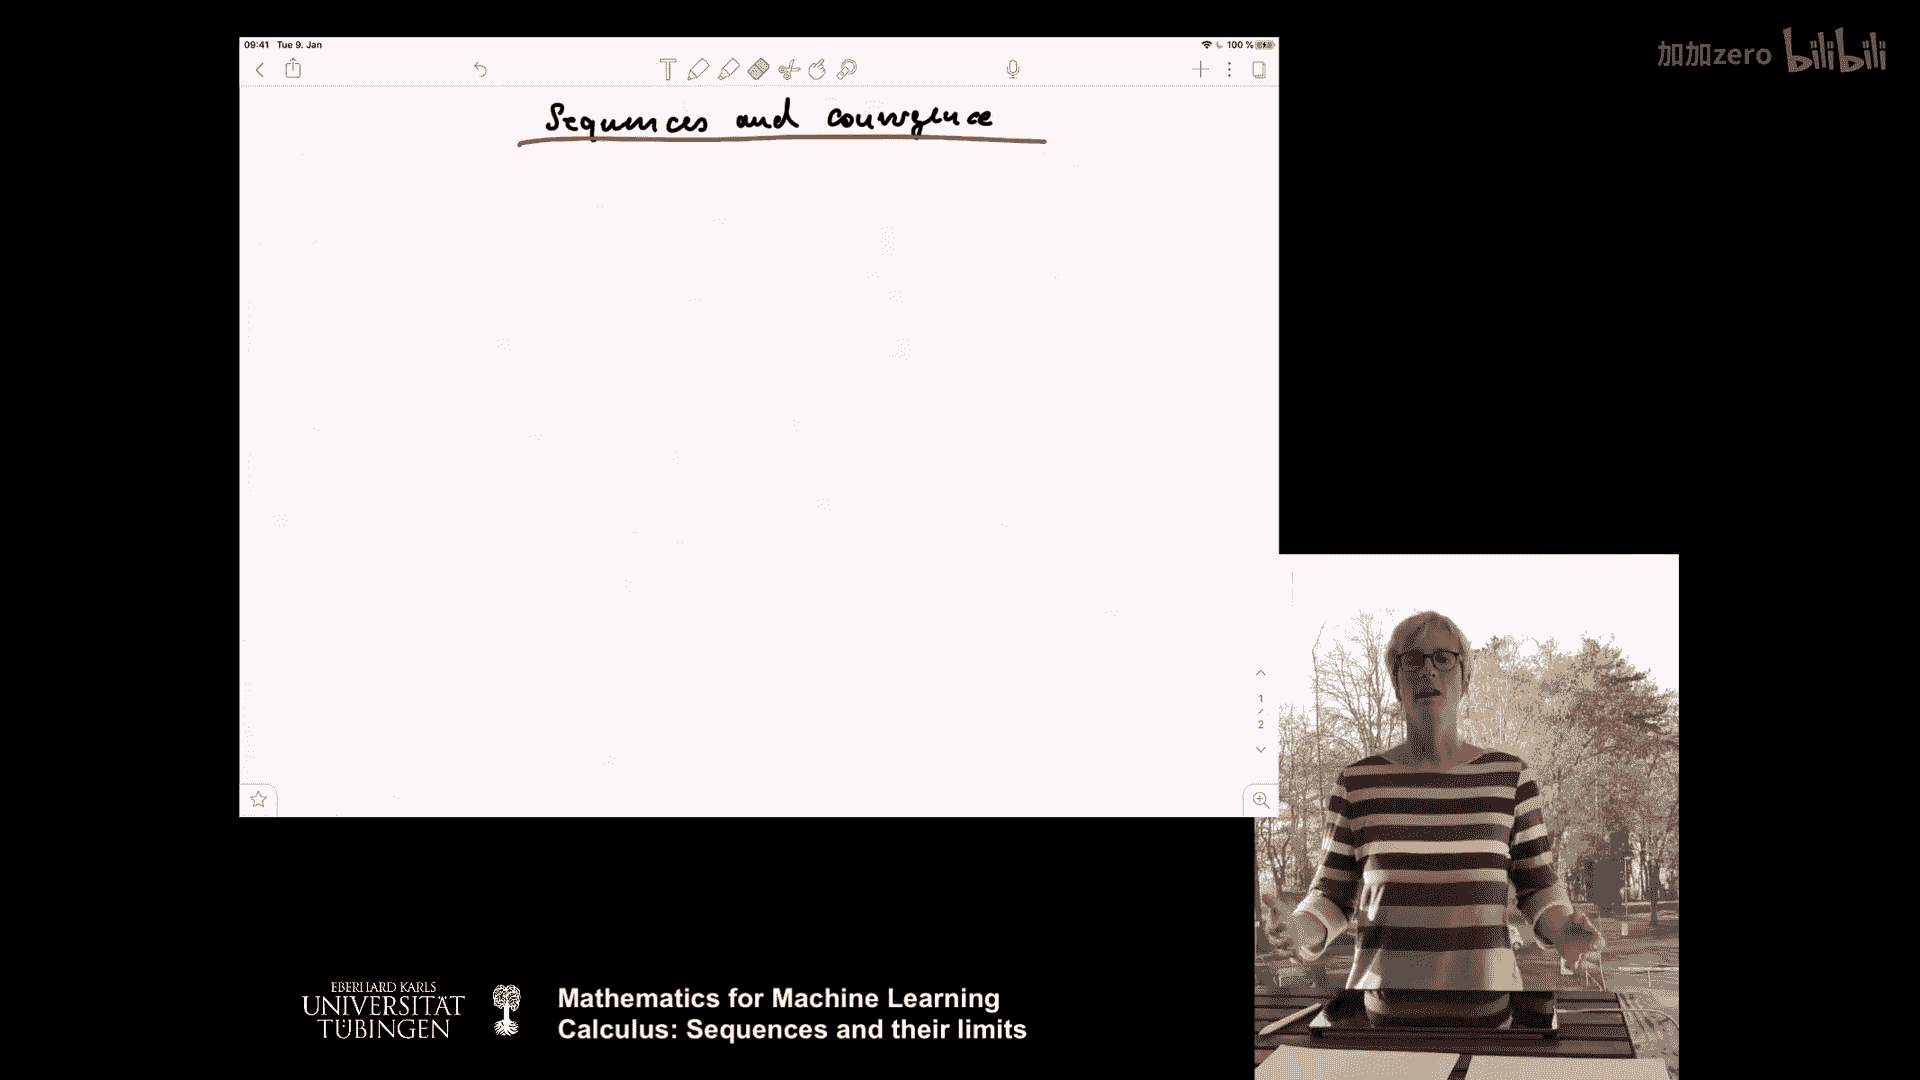 09:41 Tue 9. Jan
100 %
加加zero bilibili
T
Sequences and convergence
1
2
EBERHARD KARLS
UNIVERSITÄT
TÜBINGEN
Mathematics for Machine Learning
Calculus: Sequences and their limits